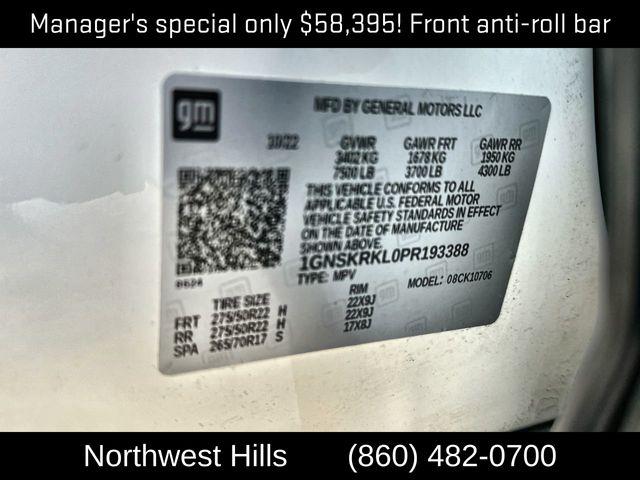 Manager's special only $58,395! Front anti-roll bar
gm
MFD BY GENERAL MOTORS LLC
10/22 GVWR GAWR FRT GAWR RR
3402 KG 1678 KG 1950 KG
7500 LB 3700 LB 4300 LB
THIS VEHICLE CONFORMS TO ALL
APPLICABLE U.S. FEDERAL MOTOR
VEHICLE SAFETY STANDARDS IN EFFECT
ON THE DATE OF MANUFACTURE
SHOWN ABOVE.
1GNSKRKL0PR193388
TYPE: MPV MODEL: 08CK10706
TIRE SIZE RIM
FRT 275/50R22 H 22X9J
RR 275/50R22 H 22X9J
SPA 265/70R17 S 17X8J
Northwest Hills (860) 482-0700